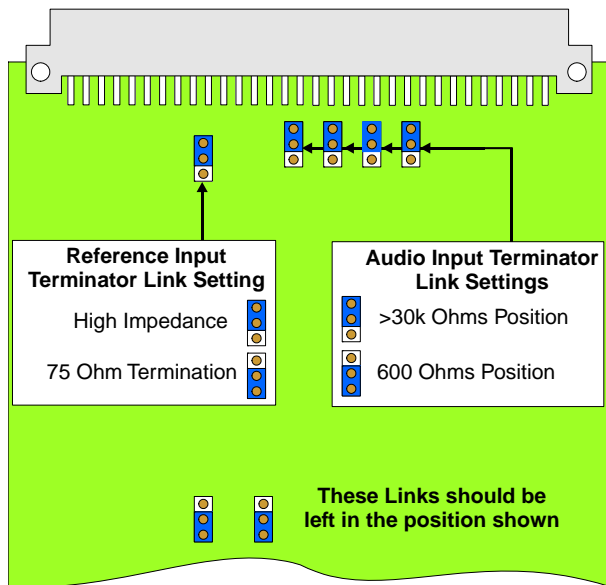 Reference Input
Terminator Link Setting
High Impedance
75 Ohm Termination
Audio Input Terminator
Link Settings
>30k Ohms Position
600 Ohms Position
These Links should be
left in the position shown